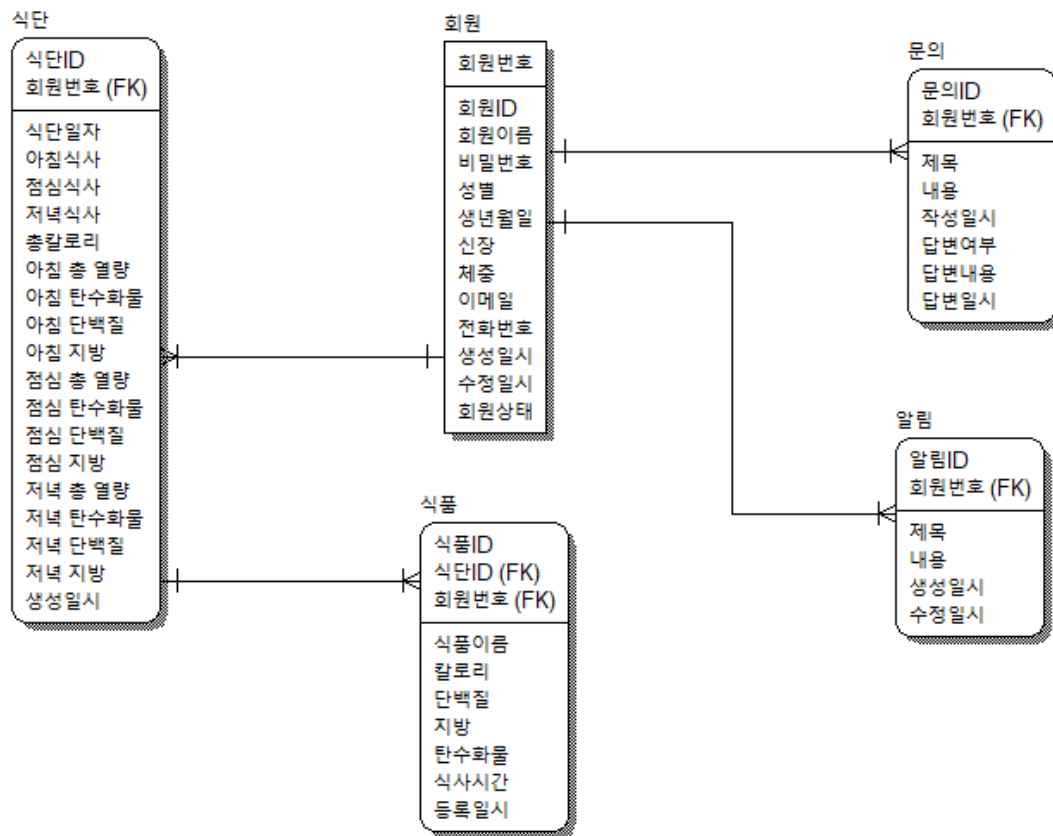 식단
식단ID
회원번호 (FK)
식단일자
아침식사
점심식사
저녁식사
총칼로리
아침 총 열량
아침 탄수화물
아침 단백질
아침 지방
점심 총 열량
점심 탄수화물
점심 단백질
점심 지방
저녁 총 열량
저녁 탄수화물
저녁 단백질
저녁 지방
생성일시
회원
회원번호
회원ID
회원이름
비밀번호
성별
생년월일
신장
체중
이메일
전화번호
생성일시
수정일시
회원상태
식품
식품ID
식단ID (FK)
회원번호 (FK)
식품이름
칼로리
단백질
지방
탄수화물
식사시간
등록일시
문의
문의ID
회원번호 (FK)
제목
내용
작성일시
답변여부
답변내용
답변일시
알림
알림ID
회원번호 (FK)
제목
내용
생성일시
수정일시